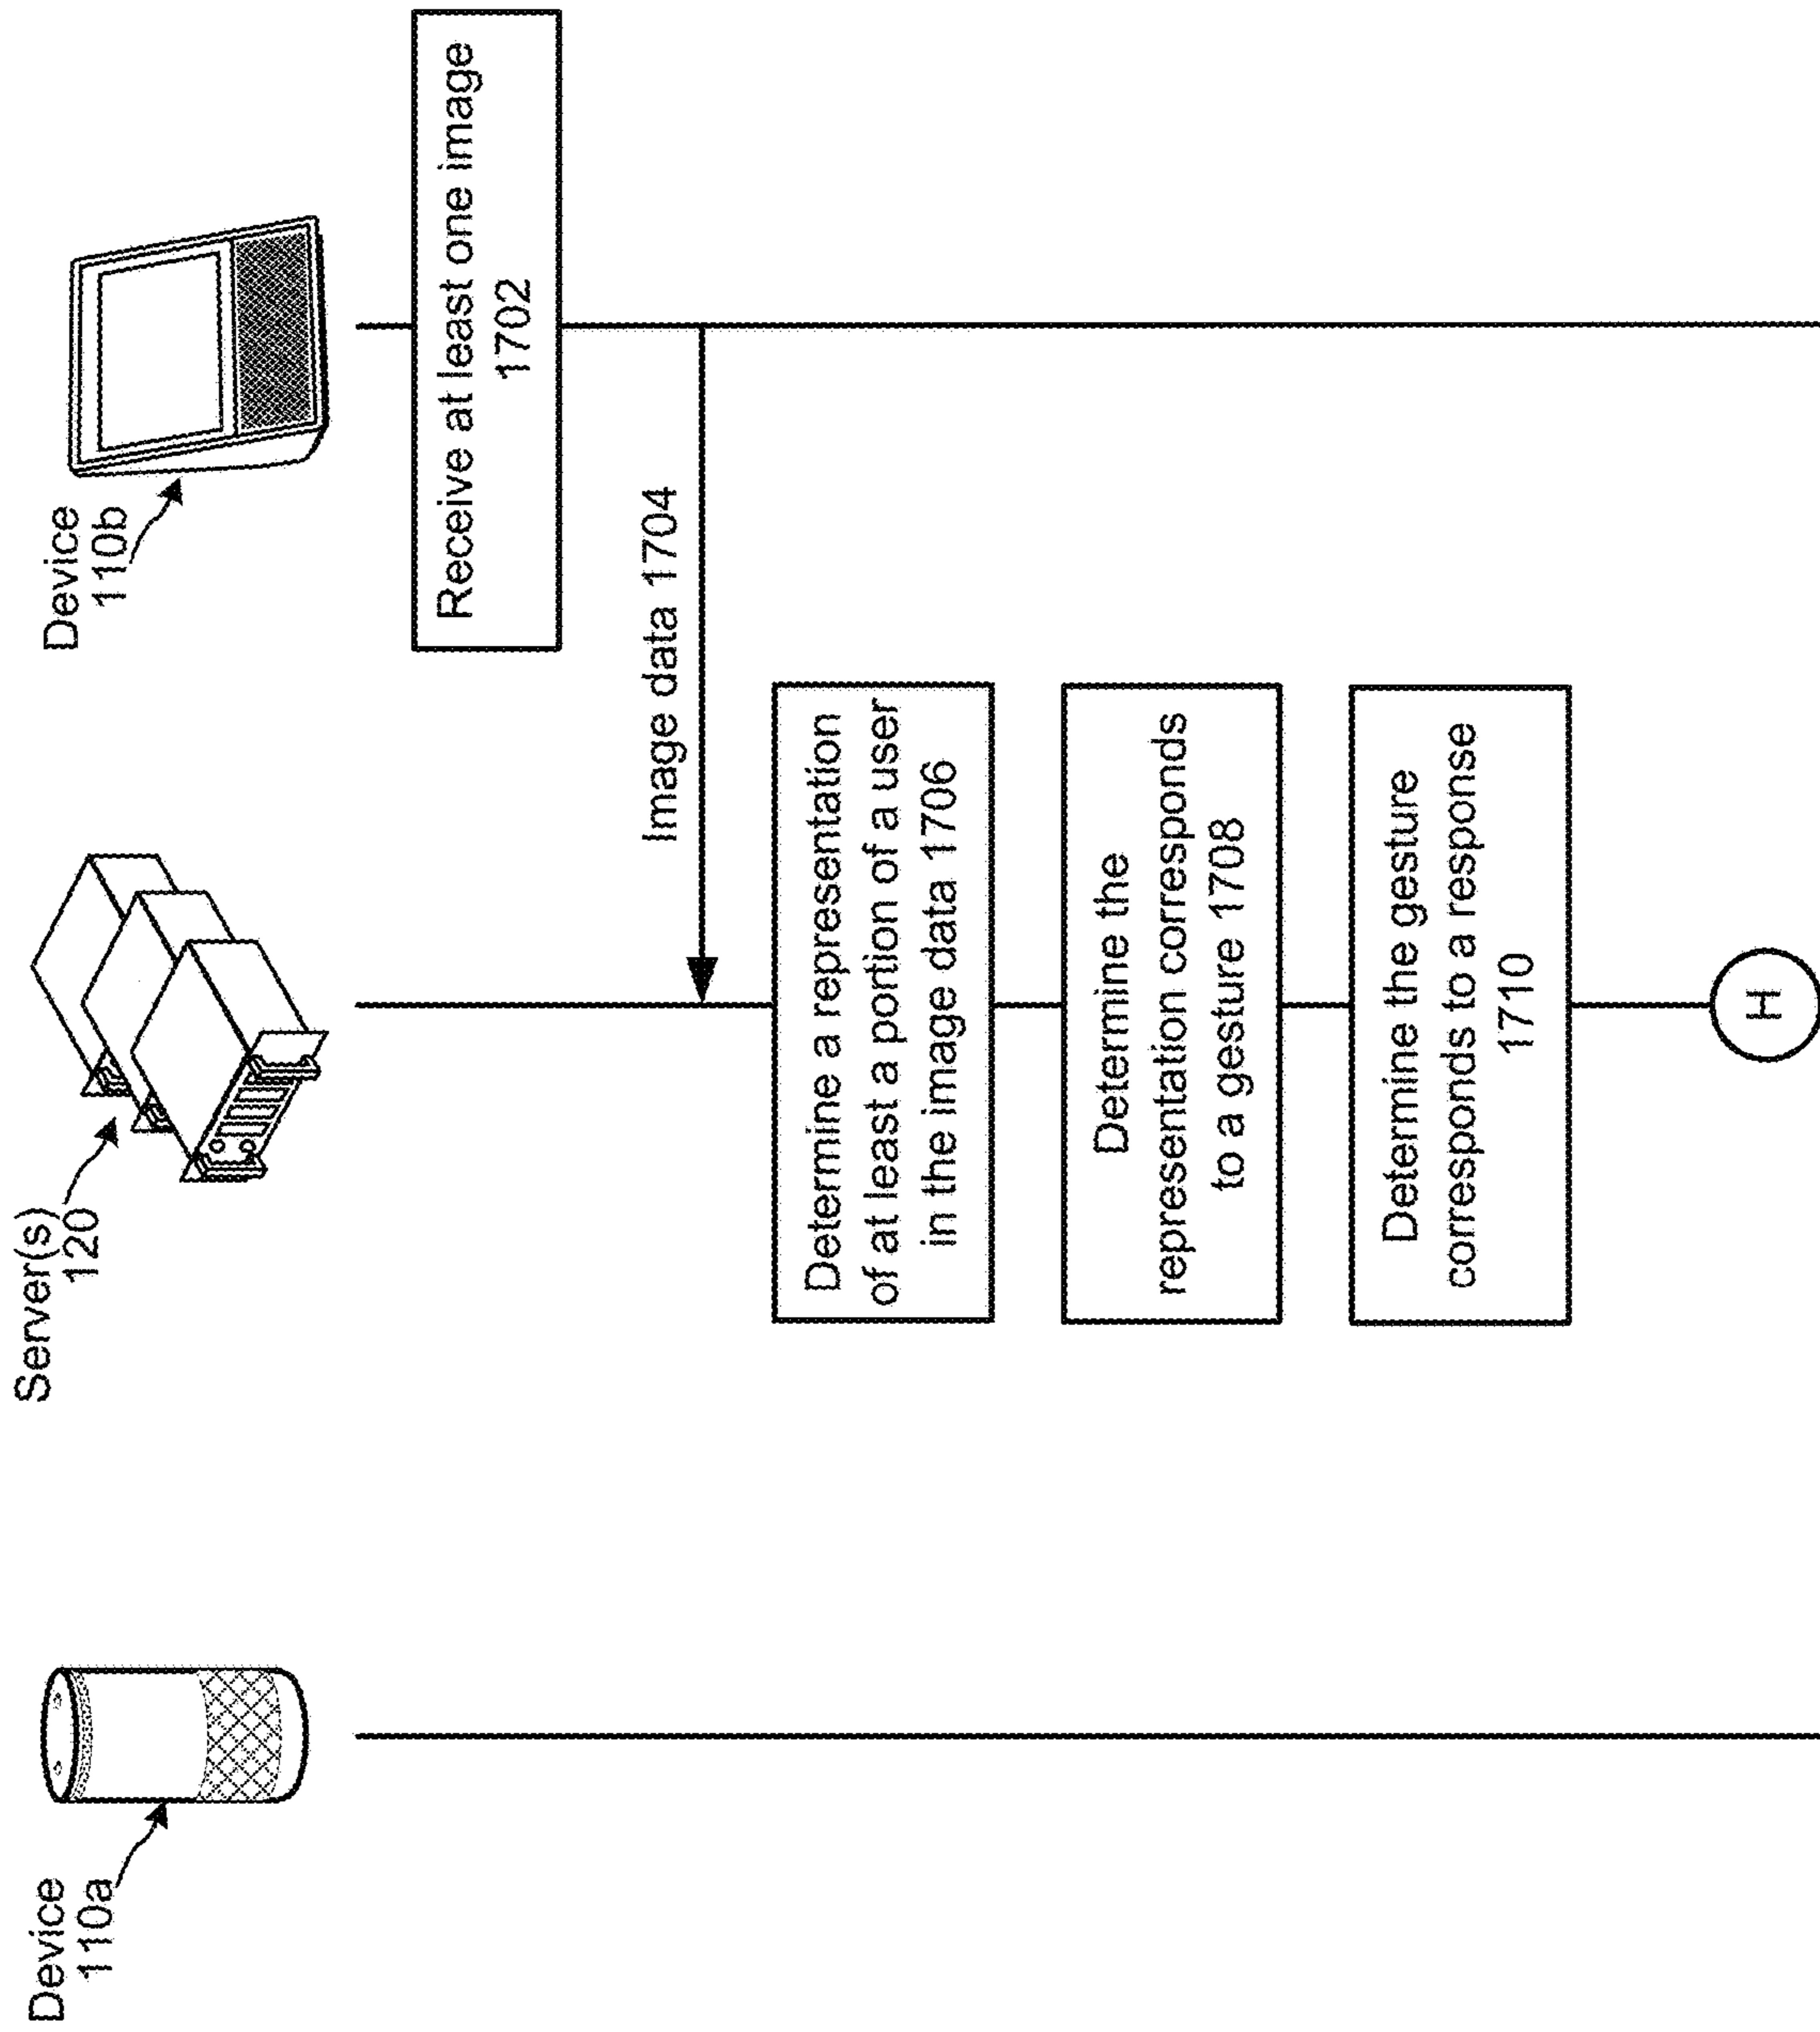 Device
110a
Server(s)
120
Device
110b
Receive at least one image
1702
Image data 1704
Determine a representation
of at least a portion of a user
in the image data 1706
Determine the
representation corresponds
to a gesture 1708
Determine the gesture
corresponds to a response
1710
H